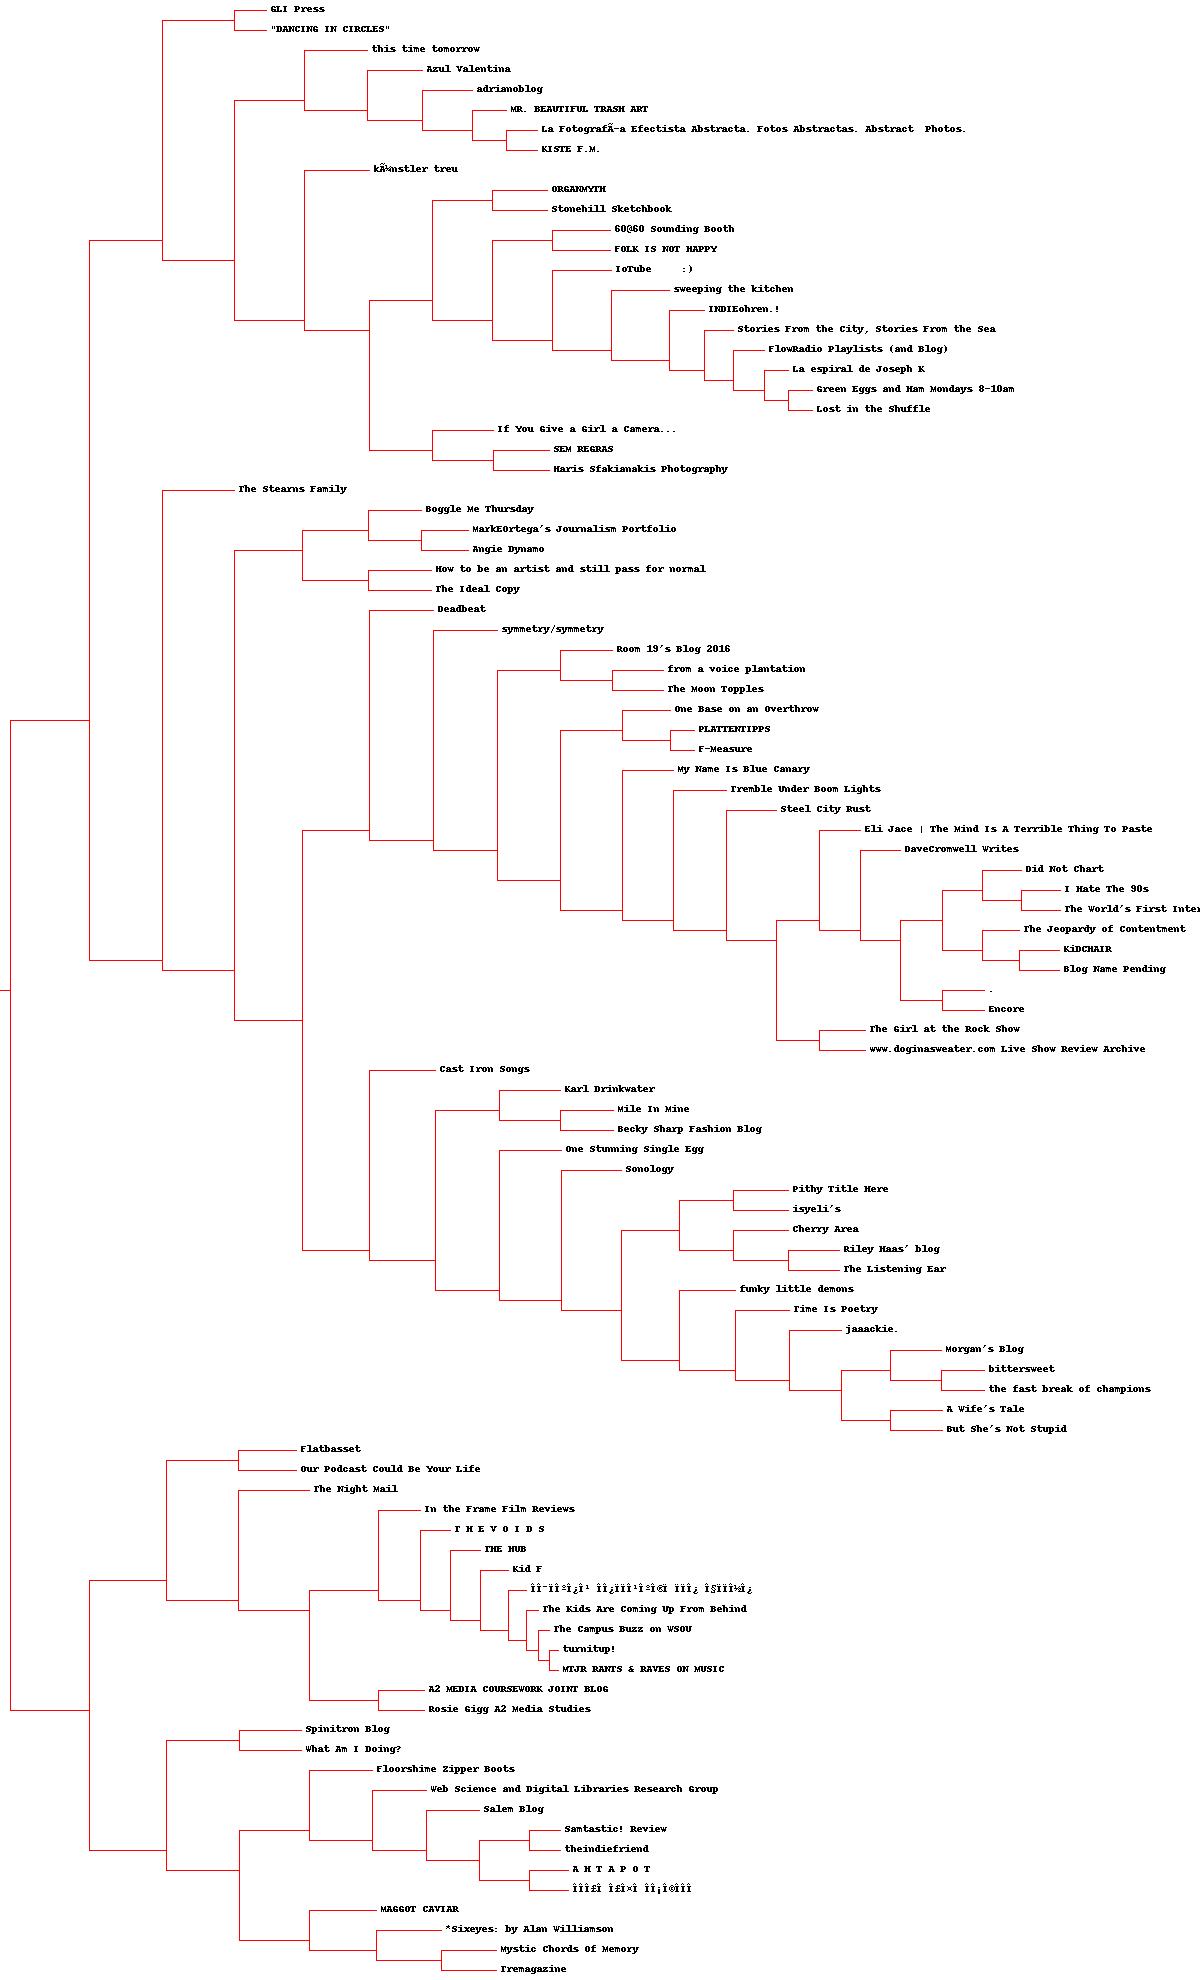 GLI Press
"DANCING IN CIRCLES"
this time tomorrow
Azul Valentina
adrianoblog
MR. BEAUTIFUL TRASH ART
La FotografÃ-a Efectista Abstracta. Fotos Abstractas. Abstract Photos.
KISTE F.M.
kÃ¼nstler treu
ORGANMYTH
Stonehill Sketchbook
60@60 Sounding Booth
FOLK IS NOT HAPPY
IoTube :)
sweeping the kitchen
INDIEohren.!
Stories From the City, Stories From the Sea
FlowRadio Playlists (and Blog)
La espiral de Joseph K
Green Eggs and Ham Mondays 8-10am
Lost in the Shuffle
If You Give a Girl a Camera...
SEM REGRAS
Haris Sfakianakis Photography
The Stearns Family
Boggle Me Thursday
MarkEOrtega's Journalism Portfolio
Angie Dynamo
How to be an artist and still pass for normal
The Ideal Copy
Deadbeat
symmetry/symmetry
Room 19's Blog 2016
from a voice plantation
The Moon Topples
One Base on an Overthrow
PLATTENTIPPS
F-Measure
My Name Is Blue Canary
Tremble Under Boom Lights
Steel City Rust
Eli Jace | The Mind Is A Terrible Thing To Paste
DaveCromwell Writes
Did Not Chart
I Hate The 90s
The World's First Inter
The Jeopardy of Contentment
KiDCHAIR
Blog Name Pending
.
Encore
The Girl at the Rock Show
www.doginasweater.com Live Show Review Archive
Cast Iron Songs
Karl Drinkwater
Mile In Mine
Becky Sharp Fashion Blog
One Stunning Single Egg
Sonology
Pithy Title Here
isyeli's
Cherry Area
Riley Haas' blog
The Listening Ear
funky little demons
Time Is Poetry
jaaackie.
Morgan's Blog
bittersweet
the fast break of champions
A Wife's Tale
But She's Not Stupid
Flatbasset
Our Podcast Could Be Your Life
The Night Mail
In the Frame Film Reviews
T H E V O I D S
THE HUB
Kid F
The Kids Are Coming Up From Behind
The Campus Buzz on WSOU
turnitup!
MTJR RANTS & RAVES ON MUSIC
A2 MEDIA COURSEWORK JOINT BLOG
Rosie Gigg A2 Media Studies
Spinitron Blog
What Am I Doing?
Floorshime Zipper Boots
Web Science and Digital Libraries Research Group
Salem Blog
Samtastic! Review
theindiefriend
A H T A P O T
MAGGOT CAVIAR
*Sixeyes: by Alan Williamson
Mystic Chords Of Memory
Tremagazine